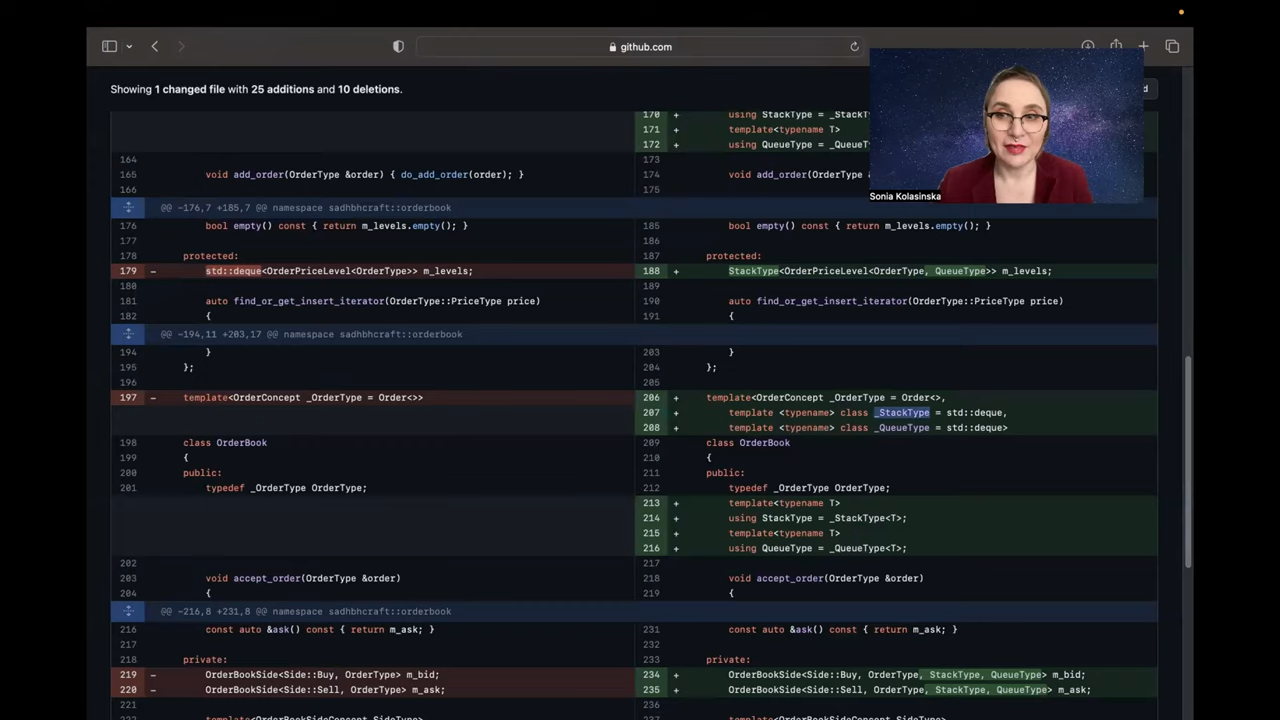 github.com
Showing 1 changed file with 25 additions and 10 deletions.
Sonia Kolasinska
170 + using StackType = _St
171 + template<typename T>
172 + using QueueType = _QueueTy
164
165 void add_order(OrderType &order) { do_add_order(order); }
166
173
174 void add_order(OrderType &
175
@@ -176,7 +185,7 @@ namespace sadhbhcraft::orderbook
176 bool empty() const { return m_levels.empty(); }
177
178 protected:
179 - std::deque<OrderPriceLevel<OrderType>> m_levels;
180
181 auto find_or_get_insert_iterator(OrderType::PriceType price)
182 {
185 bool empty() const { return m_levels.empty(); }
186
187 protected:
188 + StackType<OrderPriceLevel<OrderType, QueueType>> m_levels;
189
190 auto find_or_get_insert_iterator(OrderType::PriceType price)
191 {
@@ -194,11 +203,17 @@ namespace sadhbhcraft::orderbook
194 }
195 };
196
197 - template<OrderConcept _OrderType = Order<>>
198 class OrderBook
199 {
200 public:
201 typedef _OrderType OrderType;
203 }
204 };
205
206 + template<OrderConcept _OrderType = Order<>,
207 + template <typename> class _StackType = std::deque,
208 + template <typename> class _QueueType = std::deque>
209 class OrderBook
210 {
211 public:
212 typedef _OrderType OrderType;
213 + template<typename T>
214 + using StackType = _StackType<T>;
215 + template<typename T>
216 + using QueueType = _QueueType<T>;
202
203 void accept_order(OrderType &order)
204 {
217
218 void accept_order(OrderType &order)
219 {
@@ -216,8 +231,8 @@ namespace sadhbhcraft::orderbook
216 const auto &ask() const { return m_ask; }
217
218 private:
219 - OrderBookSide<Side::Buy, OrderType> m_bid;
220 - OrderBookSide<Side::Sell, OrderType> m_ask;
221
231 const auto &ask() const { return m_ask; }
232
233 private:
234 + OrderBookSide<Side::Buy, OrderType, StackType, QueueType> m_bid;
235 + OrderBookSide<Side::Sell, OrderType, StackType, QueueType> m_ask;
236
template<OrderBookSideConcept SideType>
template<OrderBookSideConcept SideType>